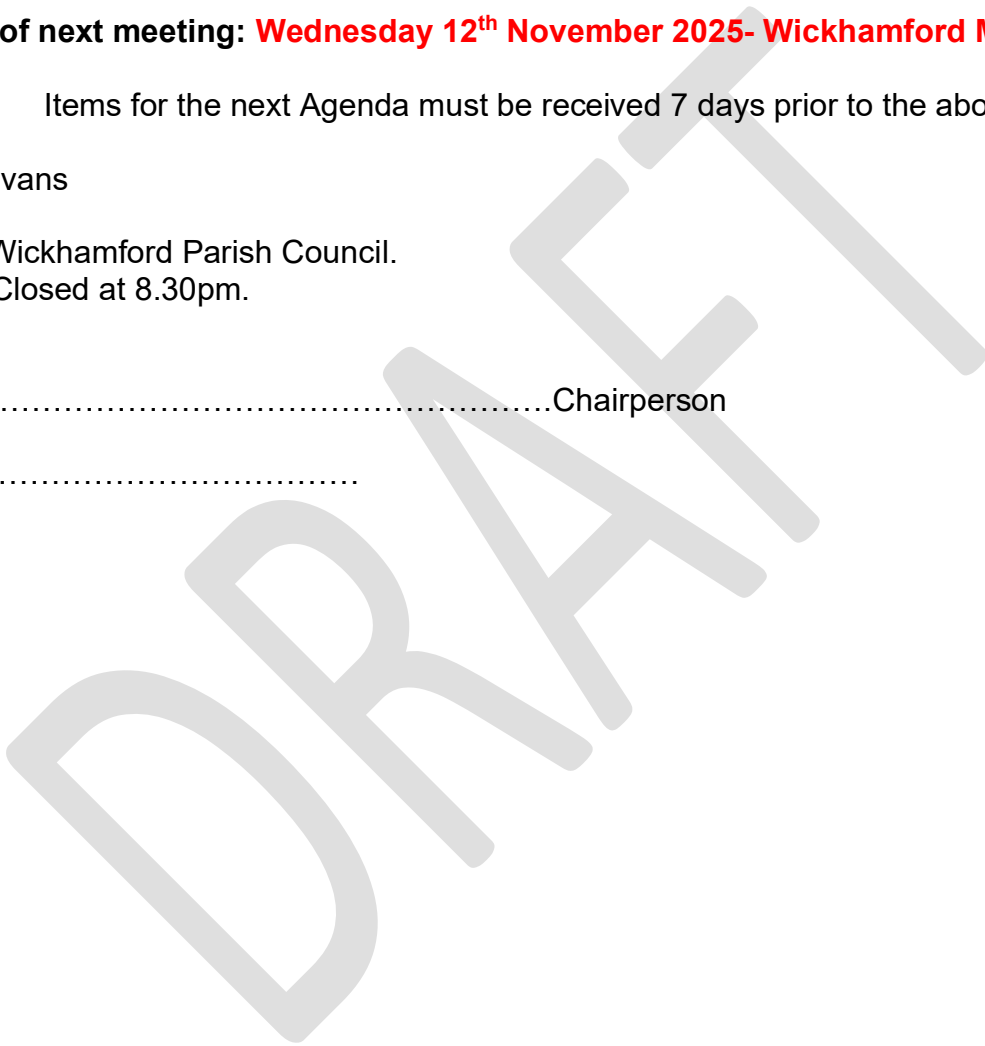 of next meeting: Wednesday 12th November 2025- Wickhamford
Items for the next Agenda must be received 7 days prior to the
vans
Wickhamford Parish Council.
Closed at 8.30pm.
……………………………………………….Chairperson
……………………………
DRAFT